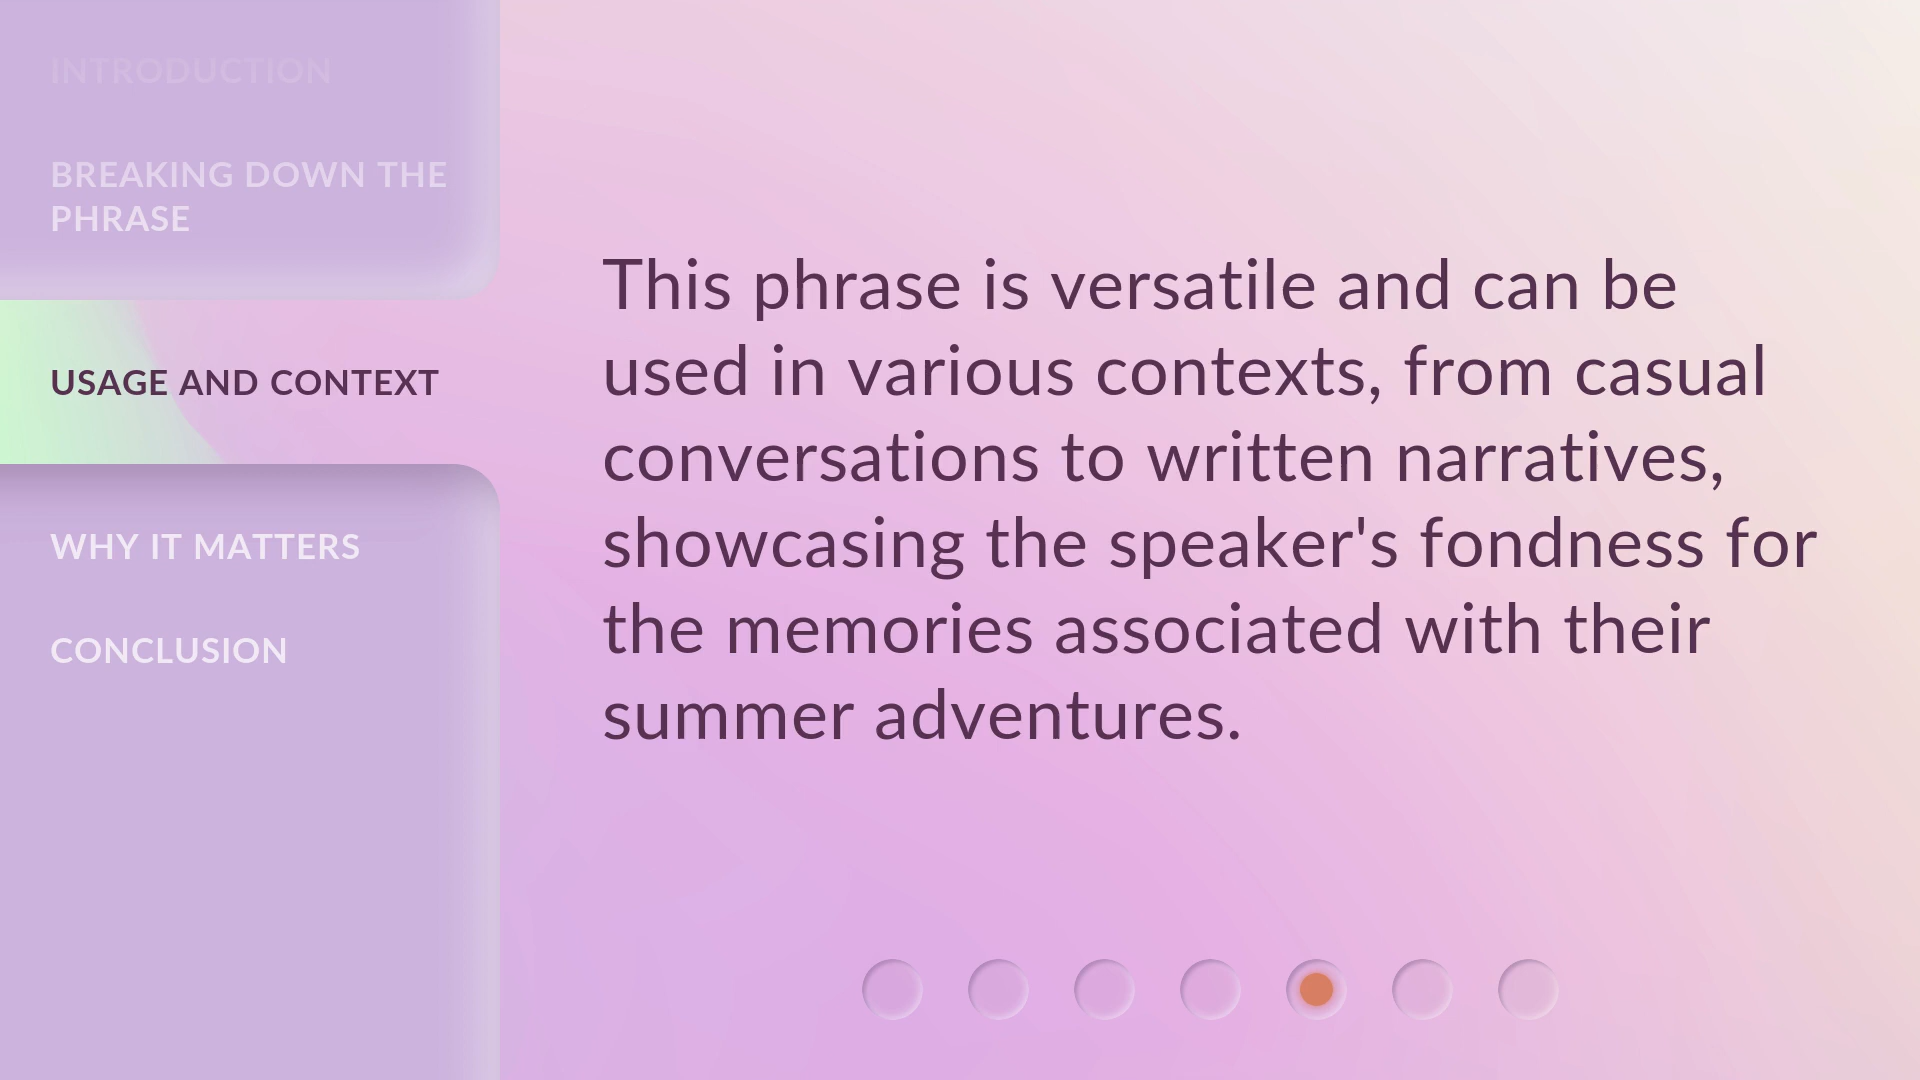 INTRODUCTION
BREAKING DOWN THE
PHRASE
USAGE AND CONTEXT
WHY IT MATTERS
CONCLUSION
This phrase is versatile and can be
used in various contexts, from casual
conversations to written narratives,
showcasing the speaker's fondness for
the memories associated with their
summer adventures.